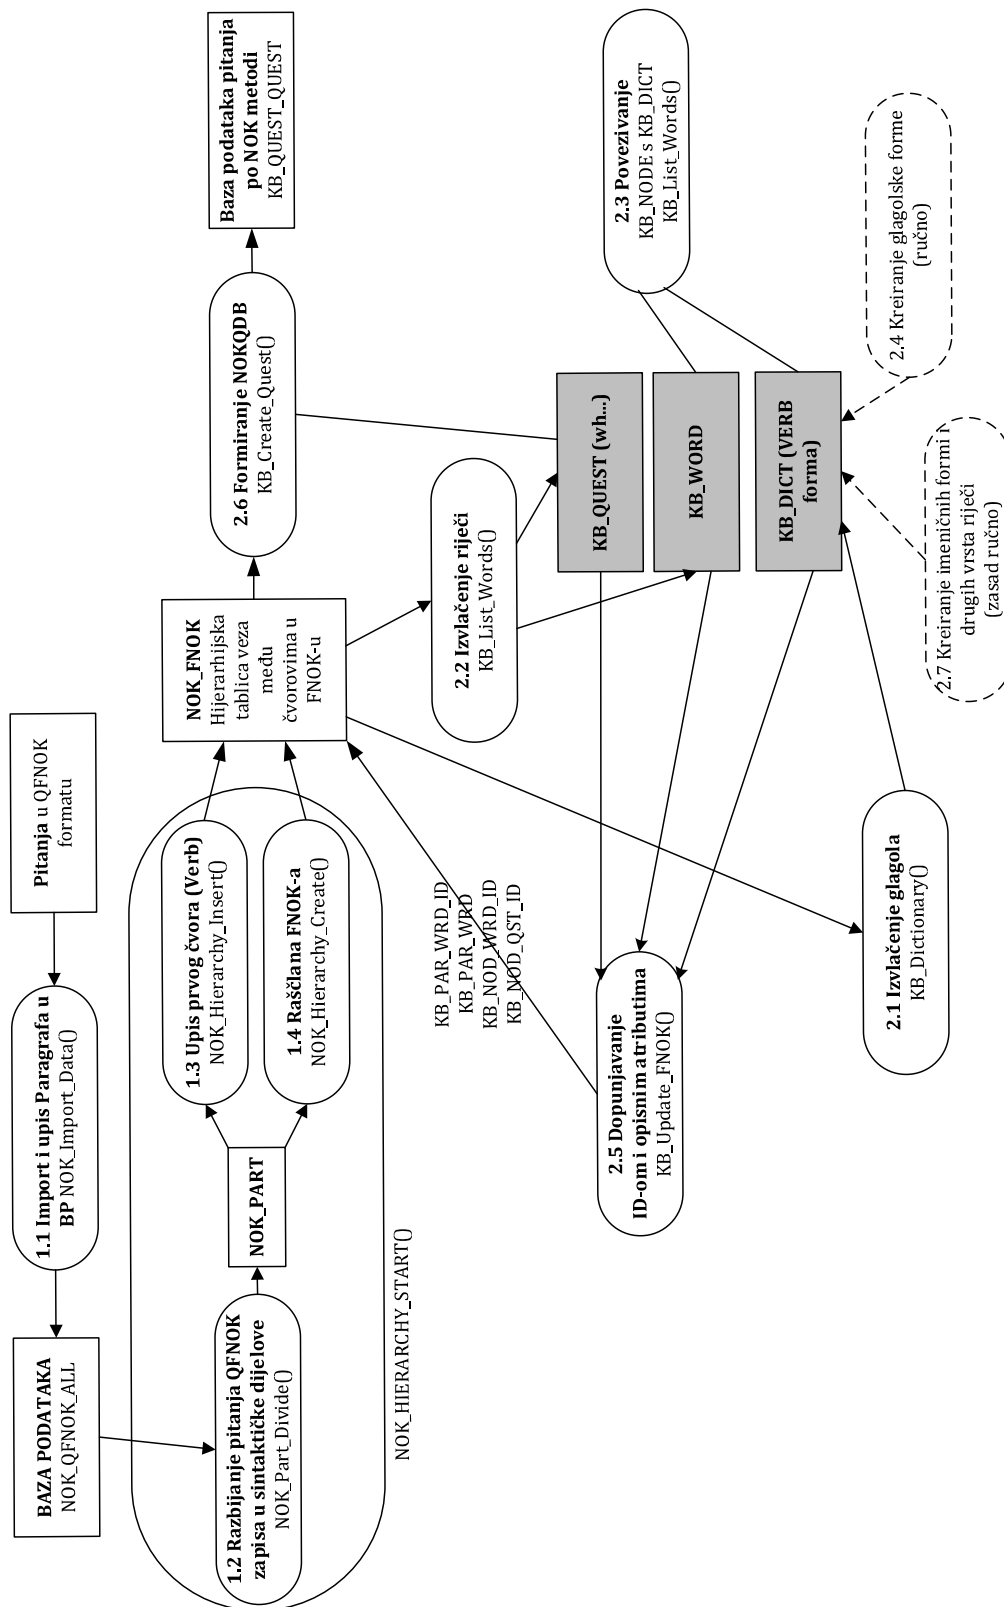 Pitanja u QFNOK
formatu
1.1 Import i upis Paragrafa u
BP NOK_Import_Data()
BAZA PODATAKA
NOK_QFNOK_ALL
1.2 Razbijanje pitanja QFNOK
zapisa u sintaktičke dijelove
NOK_Part_Divide()
NOK_PART
1.3 Upis prvog čvora (Verb)
NOK_Hierarchy_Insert()
1.4 Raščlana FNOK-a
NOK_Hierarchy_Create()
NOK_HIERARCHY_START()
NOK_FNOK
Hijerarhijska
tablica veza
među
čvorovima u
FNOK-u
2.6 Formiranje NOKQDB
KB_Create_Quest()
Baza podataka pitanja
po NOK metodi
KB_QUEST_QUEST
KB_PAR_WRD_ID
KB_PAR_WRD
KB_NOD_WRD_ID
KB_NOD_QST_ID
2.2 Izvlačenje riječi
KB_List_Words()
2.5 Dopunjavanje
ID-om i opisnim atributima
KB_Update_FNOK()
KB_QUEST (wh...)
KB_WORD
KB_DICT (VERB
forma)
2.3 Povezivanje
KB_NODE s KB_DICT
KB_List_Words()
2.1 Izvlačenje glagola
KB_Dictionary()
2.4 Kreiranje glagolske forme
(ručno)
2.7 Kreiranje imeničnih formi i
drugih vrsta riječi
(zasad ručno)